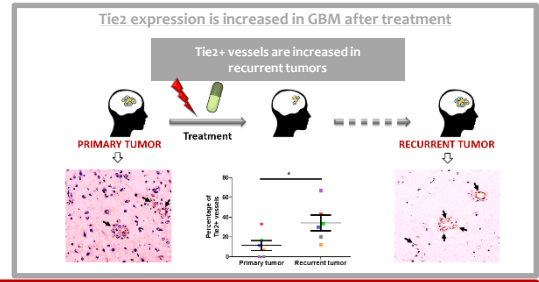 Tie2 expression is increased in GBM after treatment
Tie2+ vessels are increased in
recurrent tumors
Treatment
PRIMARY TUMOR
RECURRENT TUMOR
Percentage of
Tie2+ vessels
80
60
40
20
0
*
Primary tumor
Recurrent tumor